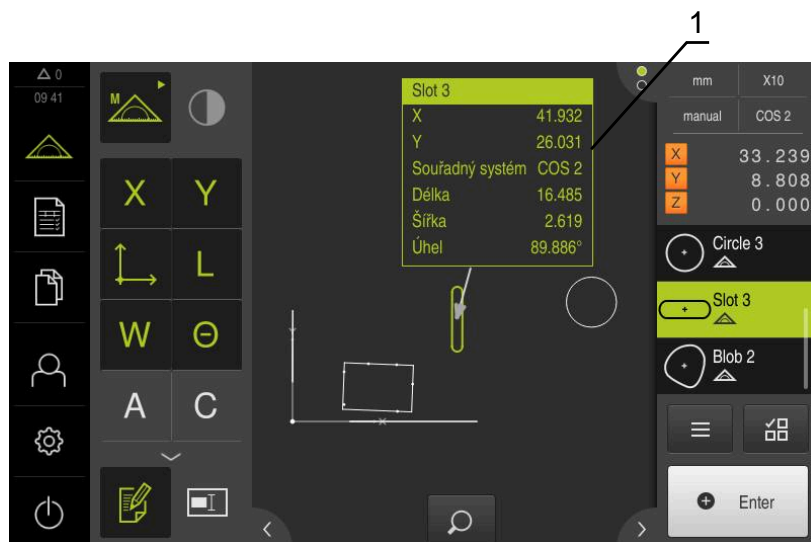 1
0
09 41
M
X
Y
L
W
Θ
A
C
Slot 3
X 41.932
Y 26.031
Souřadný systém COS 2
Délka 16.485
Šířka 2.619
Úhel 89.886°
mm X10
manual COS 2
X 33.239
Y 8.808
Z 0.000
Circle 3
Slot 3
Blob 2
Enter